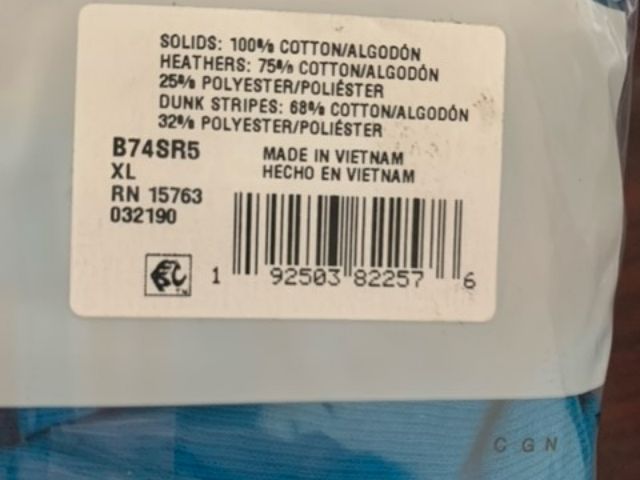 SOLIDS: 100% COTTON/ALGODÓN
HEATHERS: 75% COTTON/ALGODÓN
25% POLYESTER/POLIÉSTER
DUNK STRIPES: 68% COTTON/ALGODÓN
32% POLYESTER/POLIÉSTER
B74SR5
XL
RN 15763
032190
MADE IN VIETNAM
HECHO EN VIETNAM
1 92503 82257 6
CGN